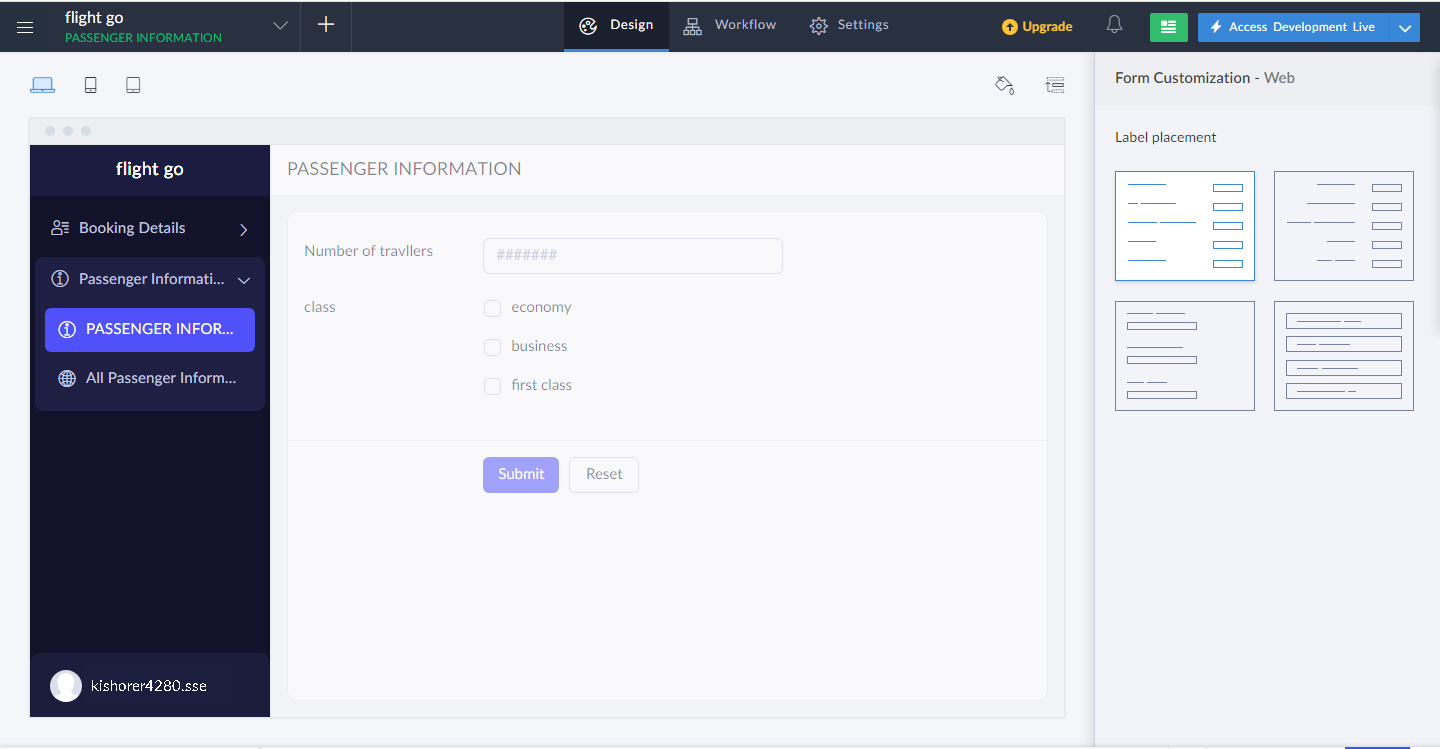 flight go
PASSENGER INFORMATION
Design
Workflow
Settings
Upgrade
Access Development Live
Form Customization - Web
Label placement
flight go
PASSENGER INFORMATION
Booking Details
Passenger Informati...
PASSENGER INFOR...
All Passenger Inform...
Number of travllers
#######
class
economy
business
first class
Submit
Reset
kishorer4280.sse